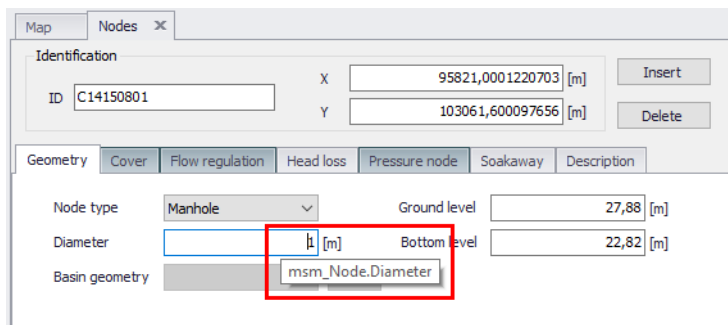 Map Nodes ×
Identification
ID C14150801 X 95821,0001220703 [m] Insert
Y 103061,600097656 [m] Delete
Geometry Cover Flow regulation Head loss Pressure node Soakaway Description
Node type Manhole Ground level 27,88 [m]
Diameter 1 [m] Bottom level 22,82 [m]
Basin geometry msm_Node.Diameter